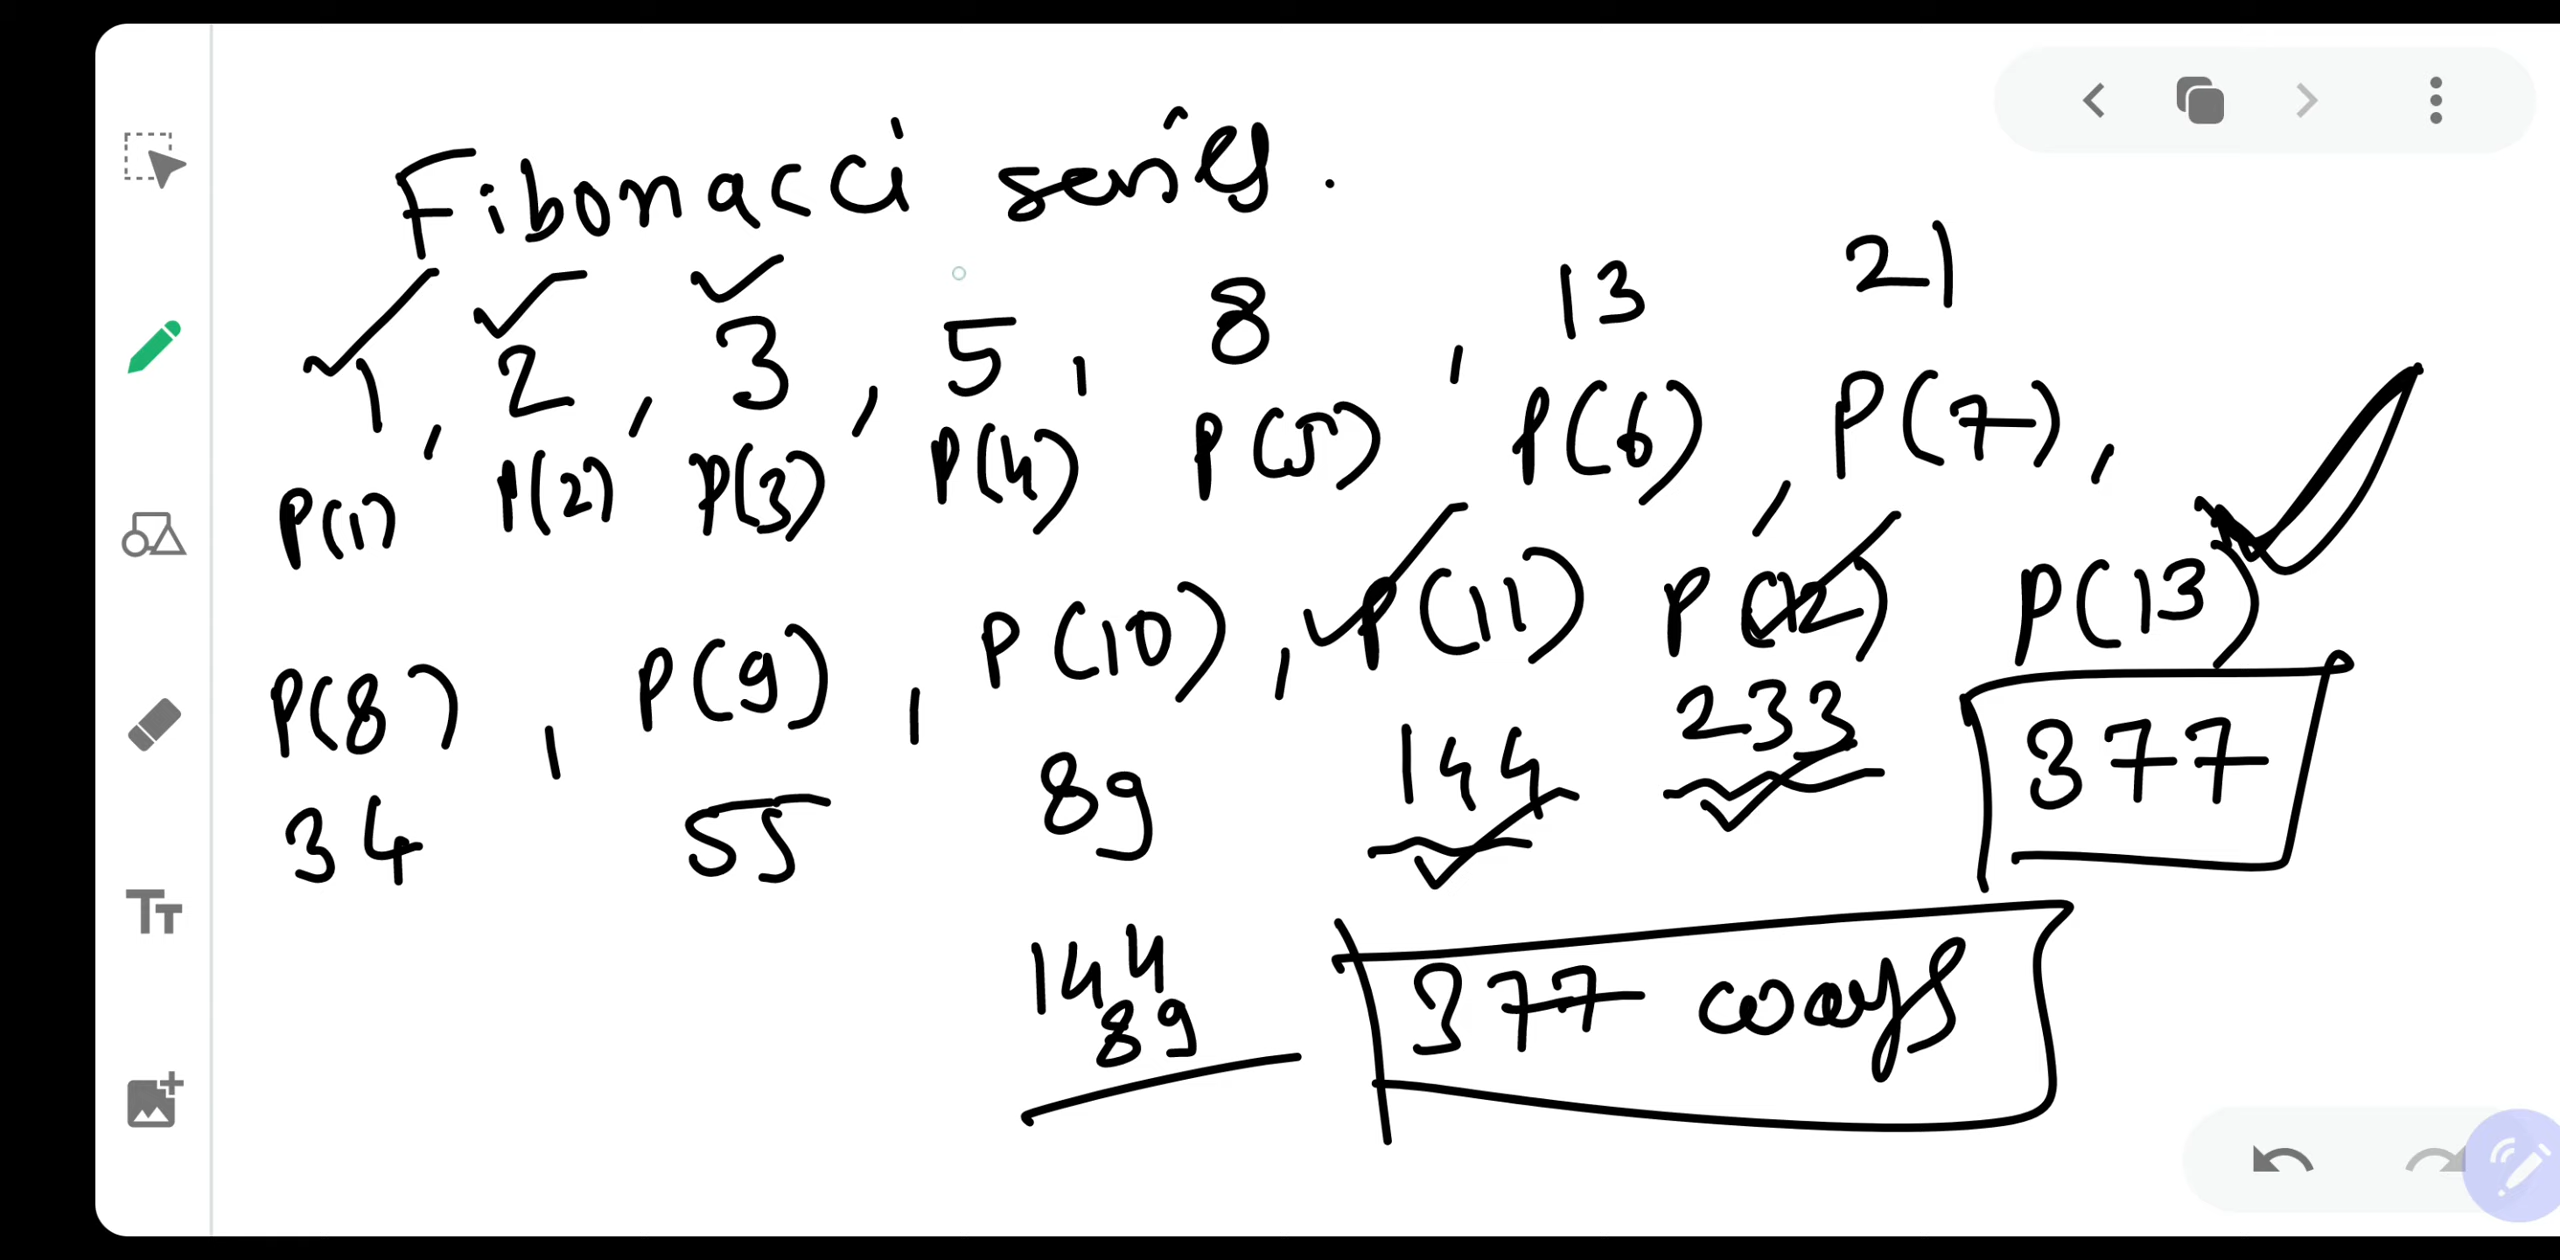 Fibonacci series.
1, 2, 3, 5, 8, 13 21
P(1) P(2) P(3) P(4) P(5) P(6), P(7),
P(8), P(9), P(10), P(11) P(12) P(13)
34 55 89 144 233 377
144
89
377 ways
TT